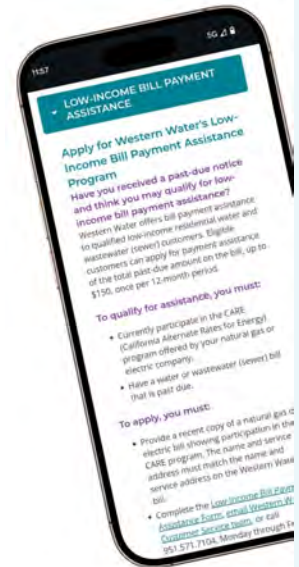 11:57
5G
LOW-INCOME BILL PAYMENT
ASSISTANCE
Apply for Western Water's Low-
Income Bill Payment Assistance
Program
Have you received a past-due notice
and think you may qualify for low-
income bill payment assistance?
Western Water offers bill payment assistance
to qualified low-income residential water and
wastewater (sewer) customers. Eligible
customers can apply for payment assistance
of the total past-due amount on the bill, up to
$150, once per 12-month period.
To qualify for assistance, you must:
• Currently participate in the CARE
(California Alternate Rates for Energy)
program offered by your natural gas or
electric company.
• Have a water or wastewater (sewer) bill
that is past due.
To apply, you must:
• Provide a recent copy of a natural gas
electric bill showing participation in the
CARE program. The name and service
address must match the name and
service address on the Western
bill.
• Complete the Low-Income Bill
Assistance Form, email Western
Customer Service team, or call
951.571.7104, Monday through